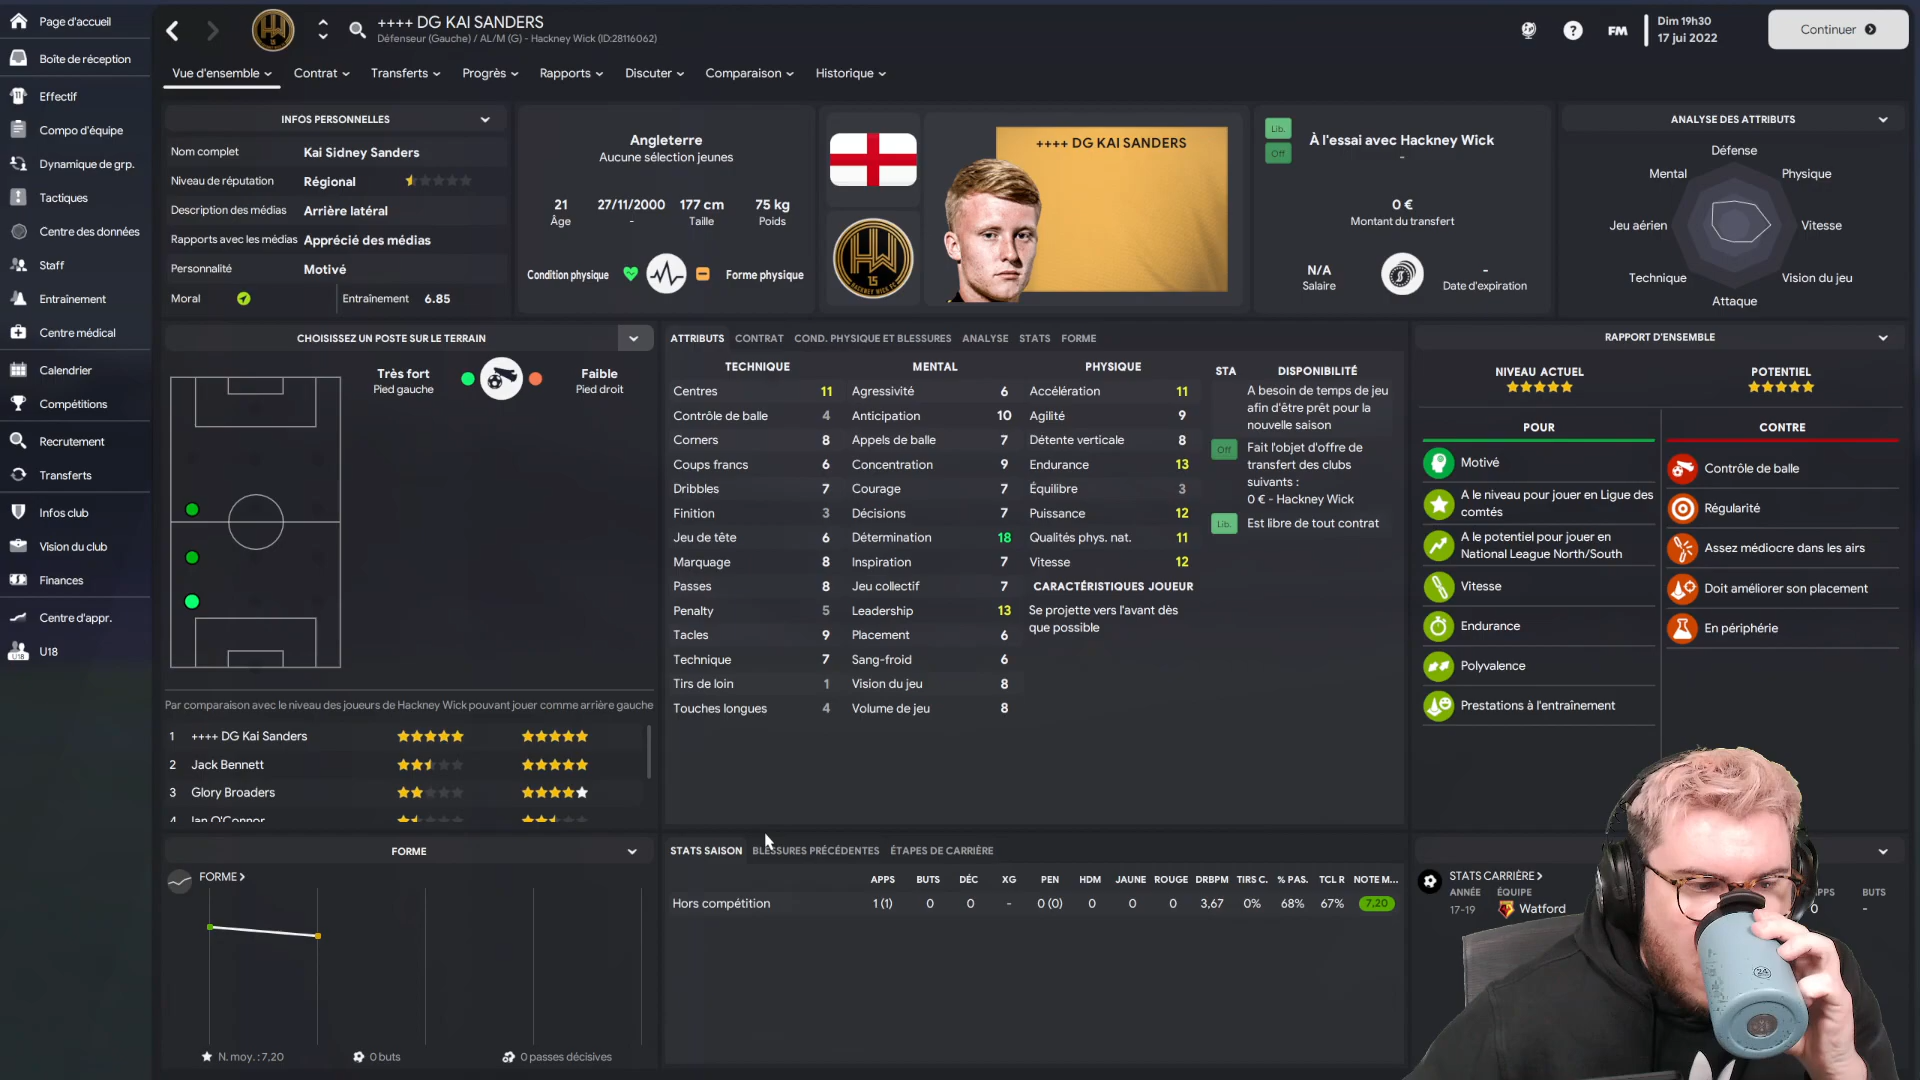 Page d'accueil
Boîte de réception
Effectif
Compo d'équipe
Dynamique de grp.
Tactiques
Centre des données
Staff
Entraînement
Centre médical
Calendrier
Compétitions
Recrutement
Transferts
Infos club
Vision du club
Finances
Centre d'appr.
U18
++++ DG KAI SANDERS
Défenseur (Gauche) / AL/M (G) - Hackney Wick (ID:28116062)
FM
Dim 19h30
17 jui 2022
Continuer
Vue d'ensemble
Contrat
Transferts
Progrès
Rapports
Discuter
Comparaison
Historique
INFOS PERSONNELLES
Nom complet Kai Sidney Sanders
Niveau de réputation Régional
Description des médias Arrière latéral
Rapports avec les médias Apprécié des médias
Personnalité Motivé
Moral
Entraînement 6.85
Angleterre
Aucune sélection jeunes
21 27/11/2000 177 cm 75 kg
Âge - Taille Poids
Condition physique
Forme physique
++++ DG KAI SANDERS
Lib.
Off
À l'essai avec Hackney Wick
-
0 €
Montant du transfert
N/A
Salaire
-
Date d'expiration
ANALYSE DES ATTRIBUTS
Défense
Mental
Physique
Jeu aérien
Vitesse
Technique
Vision du jeu
Attaque
CHOISISSEZ UN POSTE SUR LE TERRAIN
Très fort
Pied gauche
Faible
Pied droit
Par comparaison avec le niveau des joueurs de Hackney Wick pouvant jouer comme arrière gauche
1 ++++ DG Kai Sanders
2 Jack Bennett
3 Glory Broaders
4 Ian O'Connor
ATTRIBUTS CONTRAT COND. PHYSIQUE ET BLESSURES ANALYSE STATS FORME
TECHNIQUE
Centres 11
Contrôle de balle 4
Corners 8
Coups francs 6
Dribbles 7
Finition 3
Jeu de tête 6
Marquage 8
Passes 8
Penalty 5
Tacles 9
Technique 7
Tirs de loin 1
Touches longues 4
MENTAL
Agressivité 6
Anticipation 10
Appels de balle 7
Concentration 9
Courage 7
Décisions 7
Détermination 18
Inspiration 7
Jeu collectif 7
Leadership 13
Placement 6
Sang-froid 6
Vision du jeu 8
Volume de jeu 8
PHYSIQUE
Accélération 11
Agilité 9
Détente verticale 8
Endurance 13
Équilibre 3
Puissance 12
Qualités phys. nat. 11
Vitesse 12
CARACTÉRISTIQUES JOUEUR
Se projette vers l'avant dès
que possible
STA DISPONIBILITÉ
A besoin de temps de jeu
afin d'être prêt pour la
nouvelle saison
Off
Fait l'objet d'offre de
transfert des clubs
suivants :
0 € - Hackney Wick
Lib.
Est libre de tout contrat
RAPPORT D'ENSEMBLE
NIVEAU ACTUEL
POTENTIEL
POUR
Motivé
A le niveau pour jouer en Ligue des
comtés
A le potentiel pour jouer en
National League North/South
Vitesse
Endurance
Polyvalence
Prestations à l'entraînement
CONTRE
Contrôle de balle
Régularité
Assez médiocre dans les airs
Doit améliorer son placement
En périphérie
FORME
FORME
N. moy. : 7,20
0 buts
0 passes décisives
STATS SAISON BLESSURES PRÉCÉDENTES ÉTAPES DE CARRIÈRE
APPS BUTS DÉC XG PEN HDM JAUNE ROUGE DRBPM TIRS C. % PAS. TCL R NOTE M...
Hors compétition 1 (1) 0 0 - 0 (0) 0 0 0 3,67 0% 68% 67% 7,20
STATS CARRIÈRE
ANNÉE ÉQUIPE BUTS
17-19 Watford 0 -
24